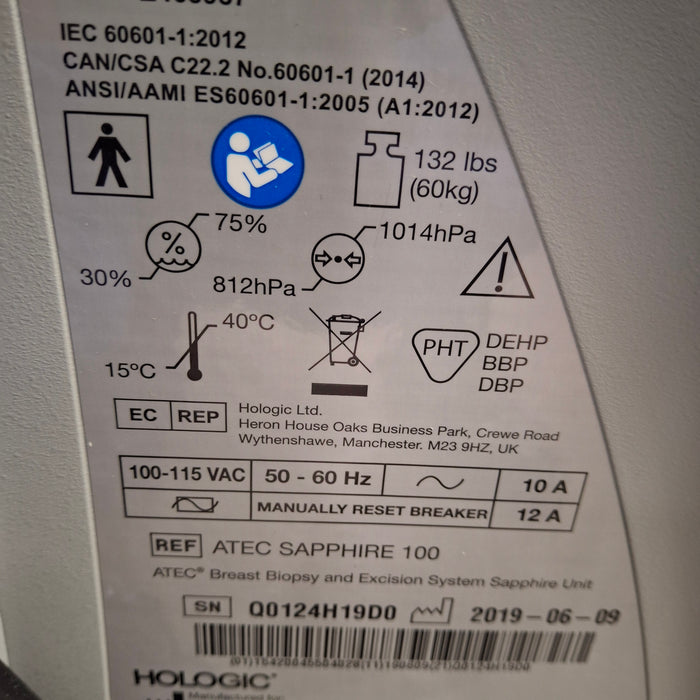 IEC 60601-1:2012
CAN/CSA C22.2 No.60601-1 (2014)
ANSI/AAMI ES60601-1:2005 (A1:2012)
132 lbs
(60kg)
75%
%
30%
1014hPa
812hPa
40°C
15°C
PHT
DEHP
BBP
DBP
EC REP
Hologic Ltd.
Heron House Oaks Business Park, Crewe Road
Wythenshawe, Manchester. M23 9HZ, UK
100-115 VAC 50 - 60 Hz 10 A
MANUALLY RESET BREAKER 12 A
REF ATEC SAPPHIRE 100
ATEC® Breast Biopsy and Excision System Sapphire Unit
SN Q0124H19D0 2019-06-09
HOLOGIC®
Manufactured for: